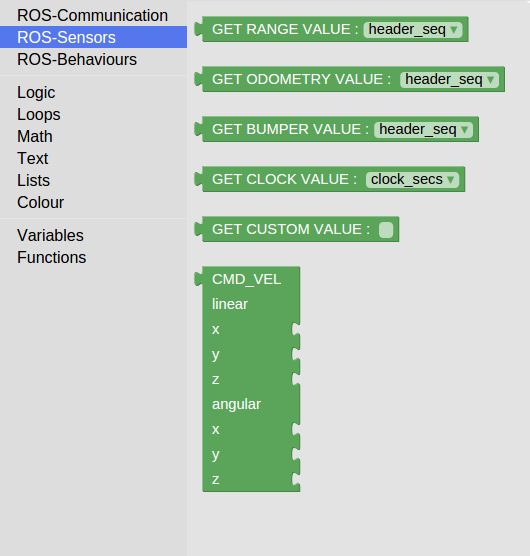 ROS-Communication
ROS-Sensors
ROS-Behaviours
Logic
Loops
Math
Text
Lists
Colour
Variables
Functions
GET RANGE VALUE : header_seq
GET ODOMETRY VALUE : header_seq
GET BUMPER VALUE : header_seq
GET CLOCK VALUE : clock_secs
GET CUSTOM VALUE :
CMD_VEL
linear
x
y
z
angular
x
y
z